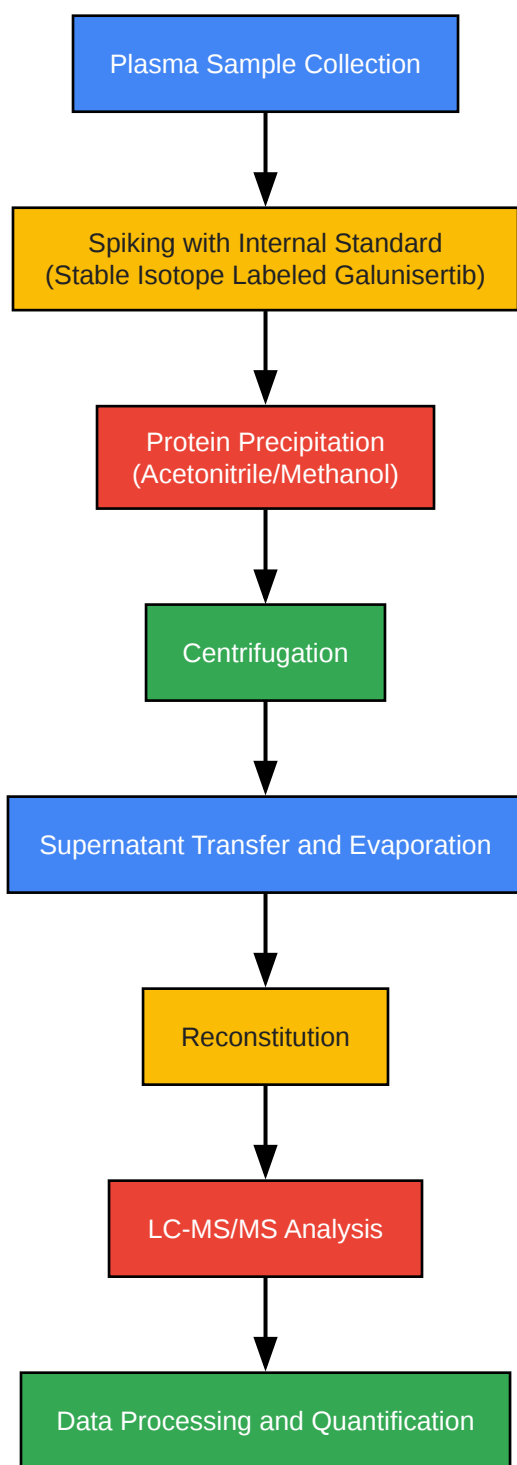 Plasma Sample Collection
Spiking with Internal Standard
(Stable Isotope Labeled Galunisertib)
Protein Precipitation
(Acetonitrile/Methanol)
Centrifugation
Supernatant Transfer and Evaporation
Reconstitution
LC-MS/MS Analysis
Data Processing and Quantification